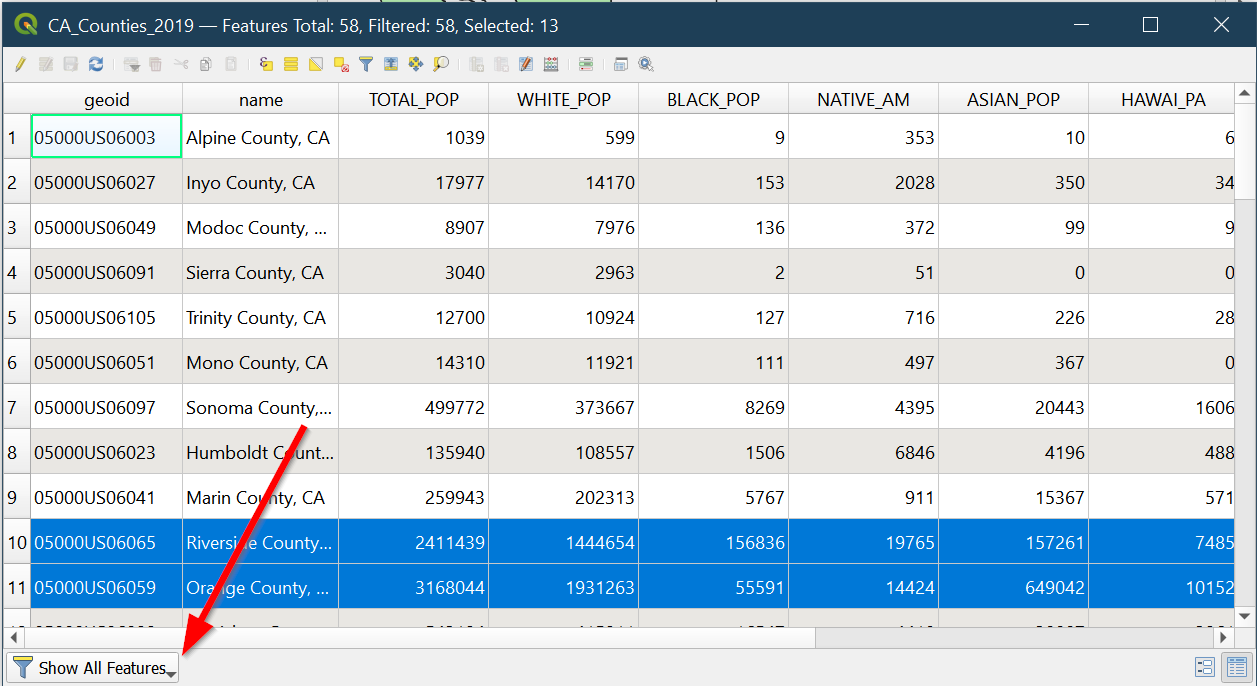 CA_Counties_2019 — Features Total: 58, Filtered: 58, Selected: 13
geoid name TOTAL_POP WHITE_POP BLACK_POP NATIVE_AM ASIAN_POP HAWAI_PA
1 05000US06003 Alpine County, CA 1039 599 9 353 10 6
2 05000US06027 Inyo County, CA 17977 14170 153 2028 350 34
3 05000US06049 Modoc County, ... 8907 7976 136 372 99 9
4 05000US06091 Sierra County, CA 3040 2963 2 51 0 0
5 05000US06105 Trinity County, CA 12700 10924 127 716 226 28
6 05000US06051 Mono County, CA 14310 11921 111 497 367 0
7 05000US06097 Sonoma County,... 499772 373667 8269 4395 20443 1606
8 05000US06023 Humboldt Count... 135940 108557 1506 6846 4196 488
9 05000US06041 Marin County, CA 259943 202313 5767 911 15367 571
10 05000US06065 Riverside County... 2411439 1444654 156836 19765 157261 7485
11 05000US06059 Orange County, ... 3168044 1931263 55591 14424 649042 10152
Show All Features